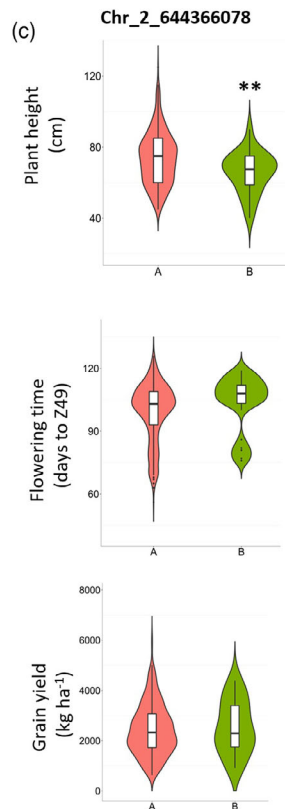 (c)
Chr_2_644366078
Plant height
(cm)
120
80
40
**
A B
Flowering time
(days to Z49)
120
90
60
A B
Grain yield
(kg ha-1)
8000
6000
4000
2000
0
A B